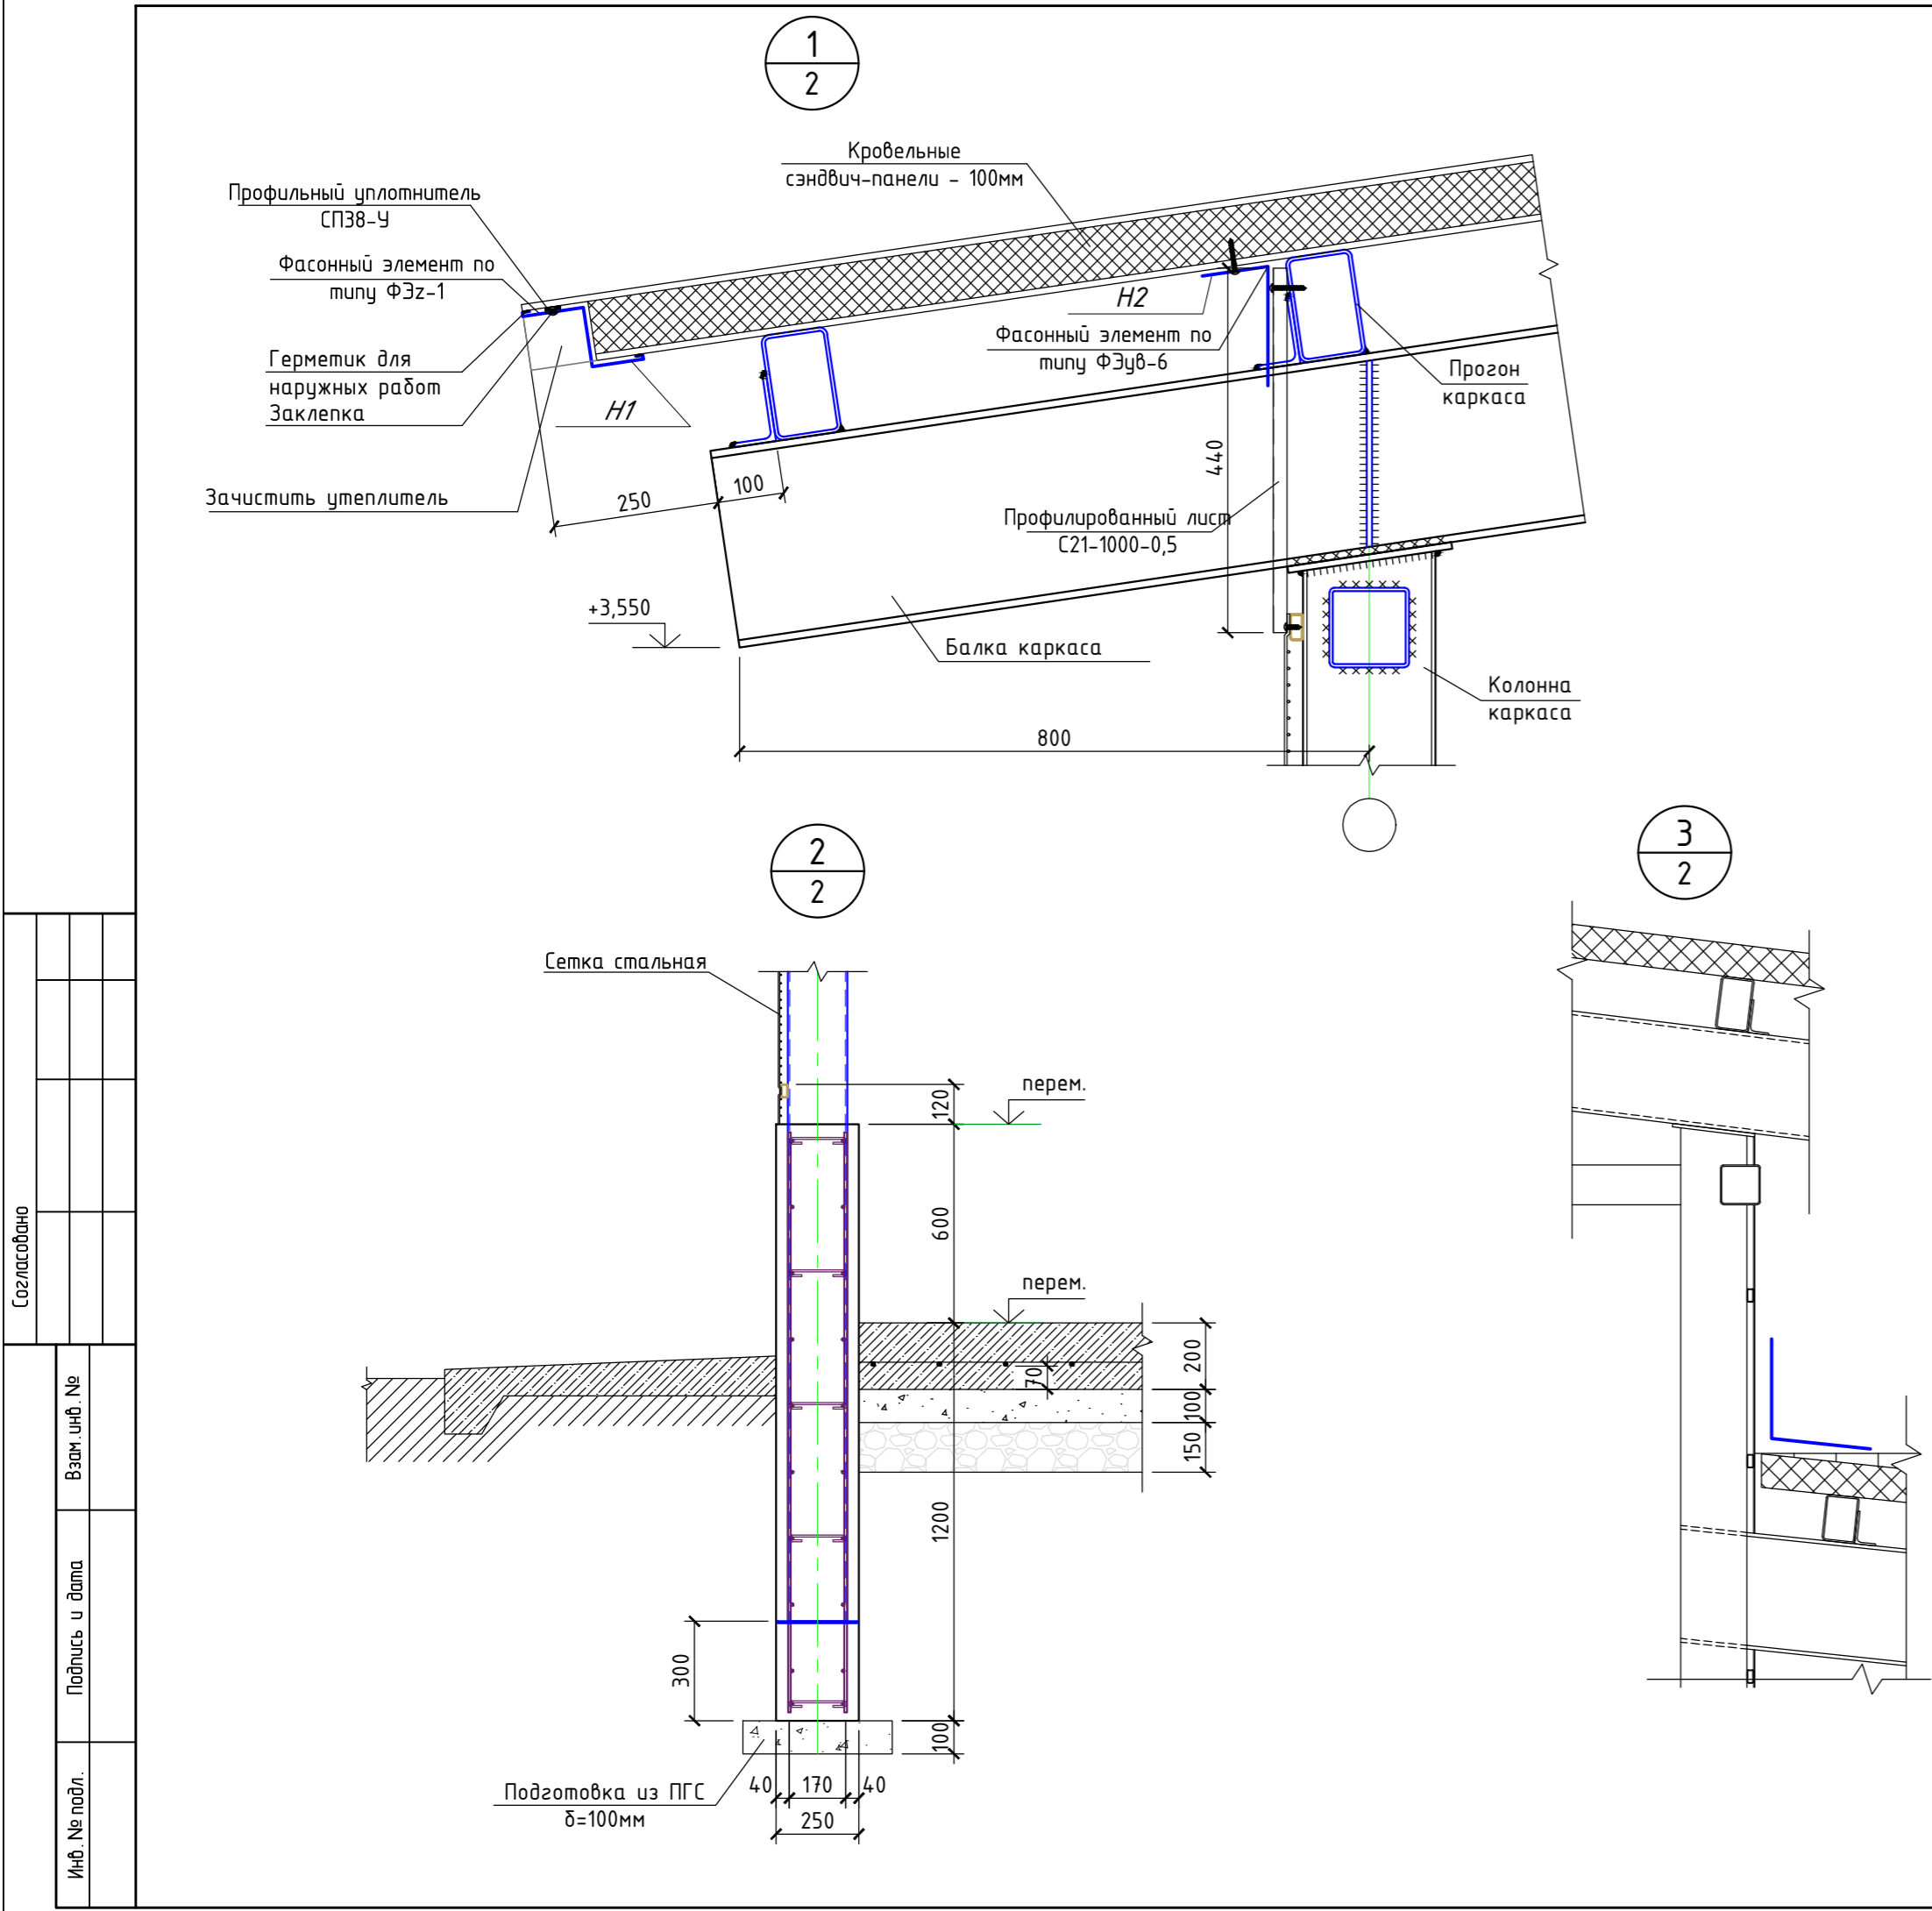 1
2
Кровельные
сэндвич-панели - 100мм
Профильный уплотнитель
СП38-У
Фасонный элемент по
типу ФЭz-1
Герметик для
наружных работ
Заклепка
Н1
Зачистить утеплитель
250
100
Н2
Фасонный элемент по
типу ФЭув-6
Прогон
каркаса
440
Профилированный лист
С21-1000-0,5
+3,550
Балка каркаса
Колонна
каркаса
800
2
2
Сетка стальная
120
перем.
600
перем.
70
200
100
150
1200
300
100
Подготовка из ПГС
δ=100мм
40
170
40
250
3
2
Согласовано
Взам. инв. №
Подпись и дата
Инв. № подл.